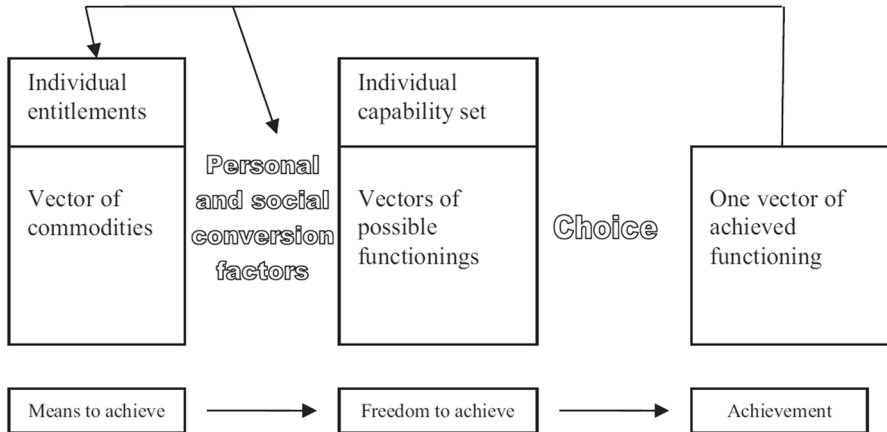 Individual
entitlements
Vector of
commodities
Personal
and social
conversion
factors
Individual
capability set
Vectors of
possible
functionings
Choice
One vector of
achieved
functioning
Means to achieve
Freedom to achieve
Achievement